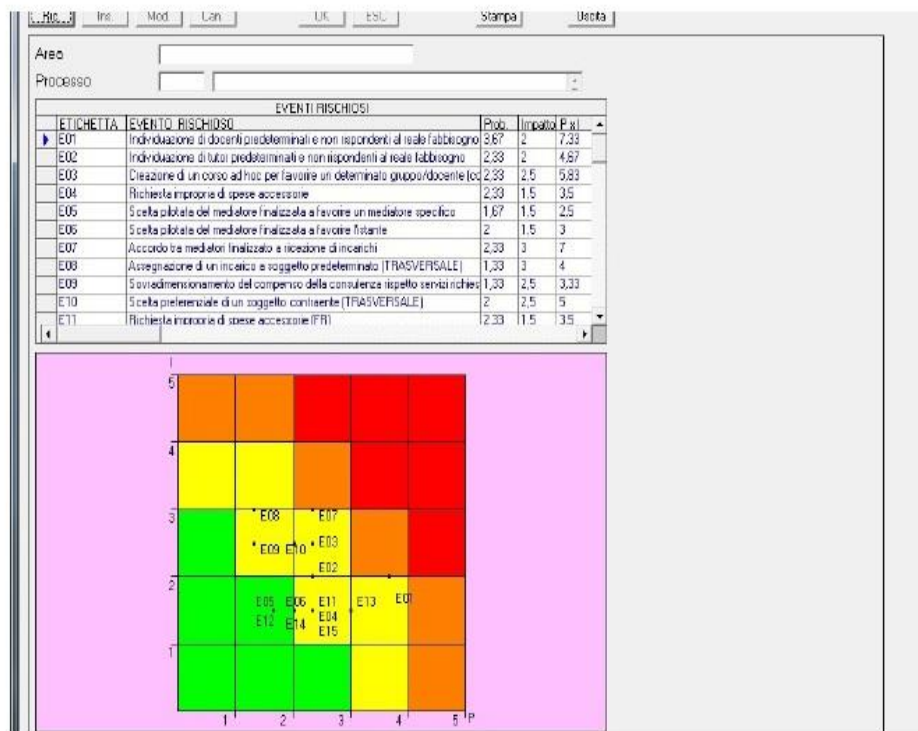 Ric. Ins. Mod. Can. OK ESC Stampa Uscita
Area
Processo
EVENTI RISCHIOSI
ETICHETTA EVENTO RISCHIOSO Prob. Impatto P x I
E01 Individuazione di docenti predeterminati e non rispondenti al reale fabbisogno 3,67 2 7,33
E02 Individuazione di tutor predeterminati e non rispondenti al reale fabbisogno 2,33 2 4,67
E03 Creazione di un corso ad hoc per favorire un determinato gruppo/docente (cc 2,33 2,5 5,83
E04 Richiesta impropria di spese accessorie 2,33 1,5 3,5
E05 Scelta pilotata del mediatore finalizzata a favorire un mediatore specifico 1,67 1,5 2,5
E06 Scelta pilotata del mediatore finalizzata a favorire l'istante 2 1,5 3
E07 Accordo tra mediatori finalizzato a ricezione di incarichi 2,33 3 7
E08 Assegnazione di un incarico a soggetto predeterminato (TRASVERSALE) 1,33 3 4
E09 Sovradimensionamento del compenso della consulenza rispetto servizi richies 1,33 2,5 3,33
E10 Scelta preferenziale di un soggetto contraente (TRASVERSALE) 2 2,5 5
E11 Richiesta impropria di spese accessorie (FR) 2,33 1,5 3,5
I
5
4
3
E08 E07
E09 E10 E03
E02
2
E05 E06 E11 E13 E01
E12 E14 E04
E15
1
1 2 3 4 5 P